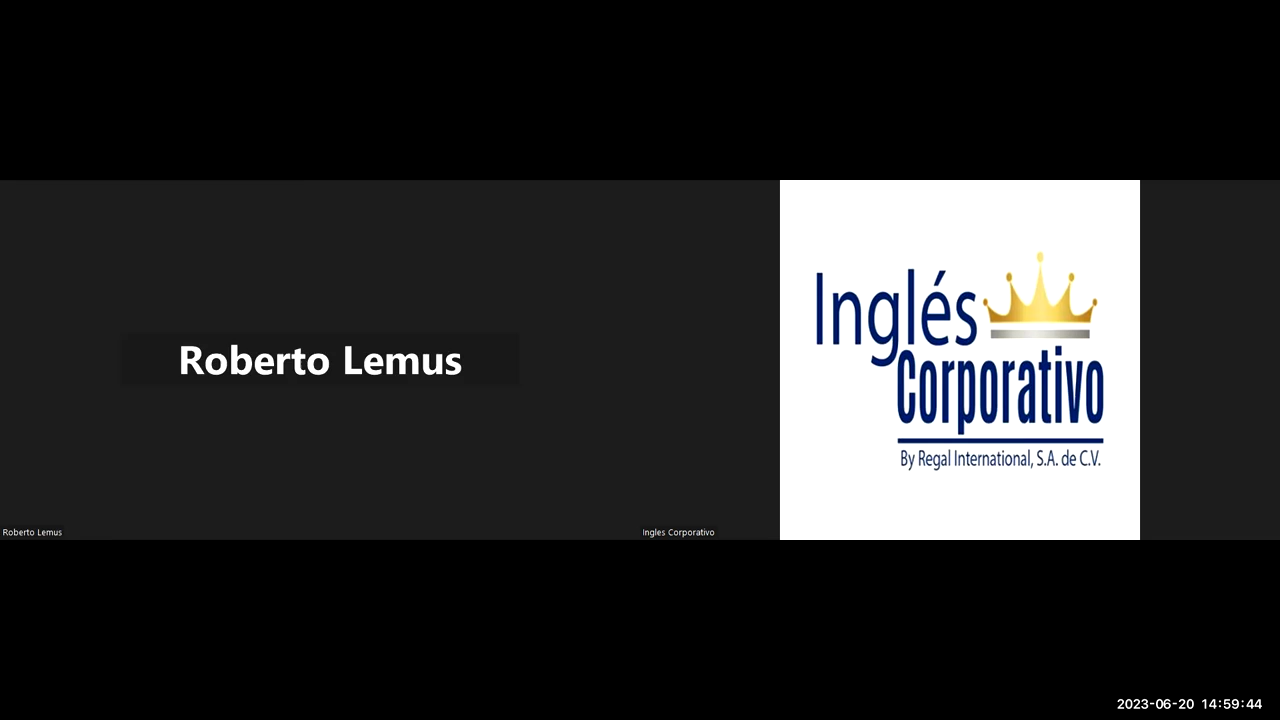 Roberto Lemus
Roberto Lemus
Inglés
Corporativo
By Regal International, S.A. de C.V.
Ingles Corporativo
2023-06-20 14:59:44